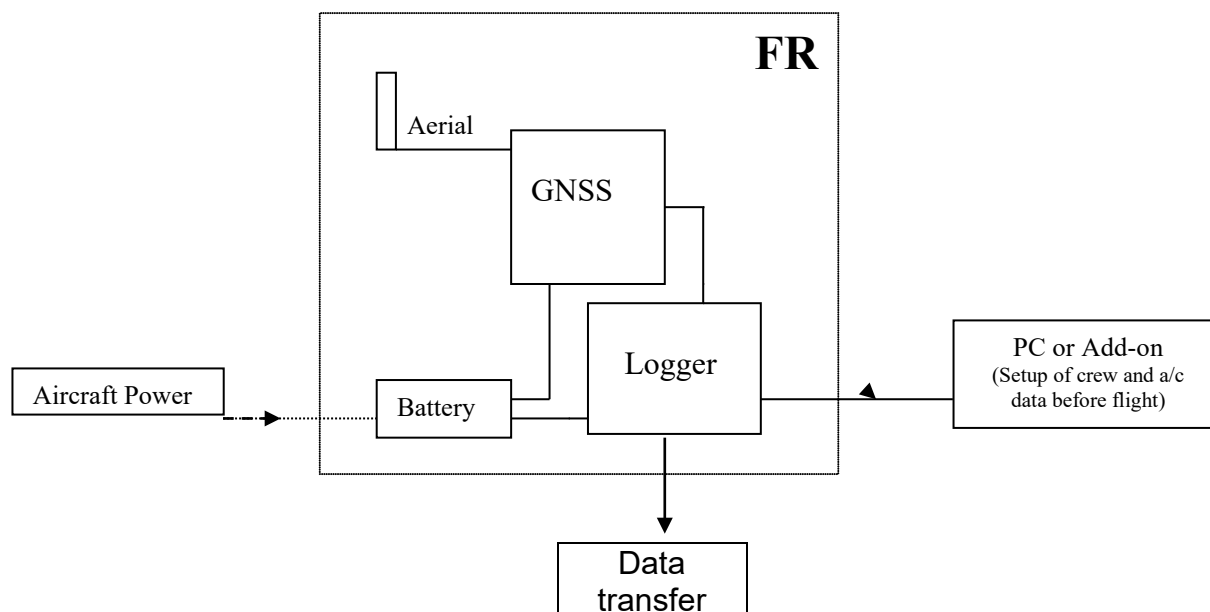 FR
Aerial
GNSS
Logger
PC or Add-on
(Setup of crew and a/c
data before flight)
Aircraft Power
Battery
Data
transfer